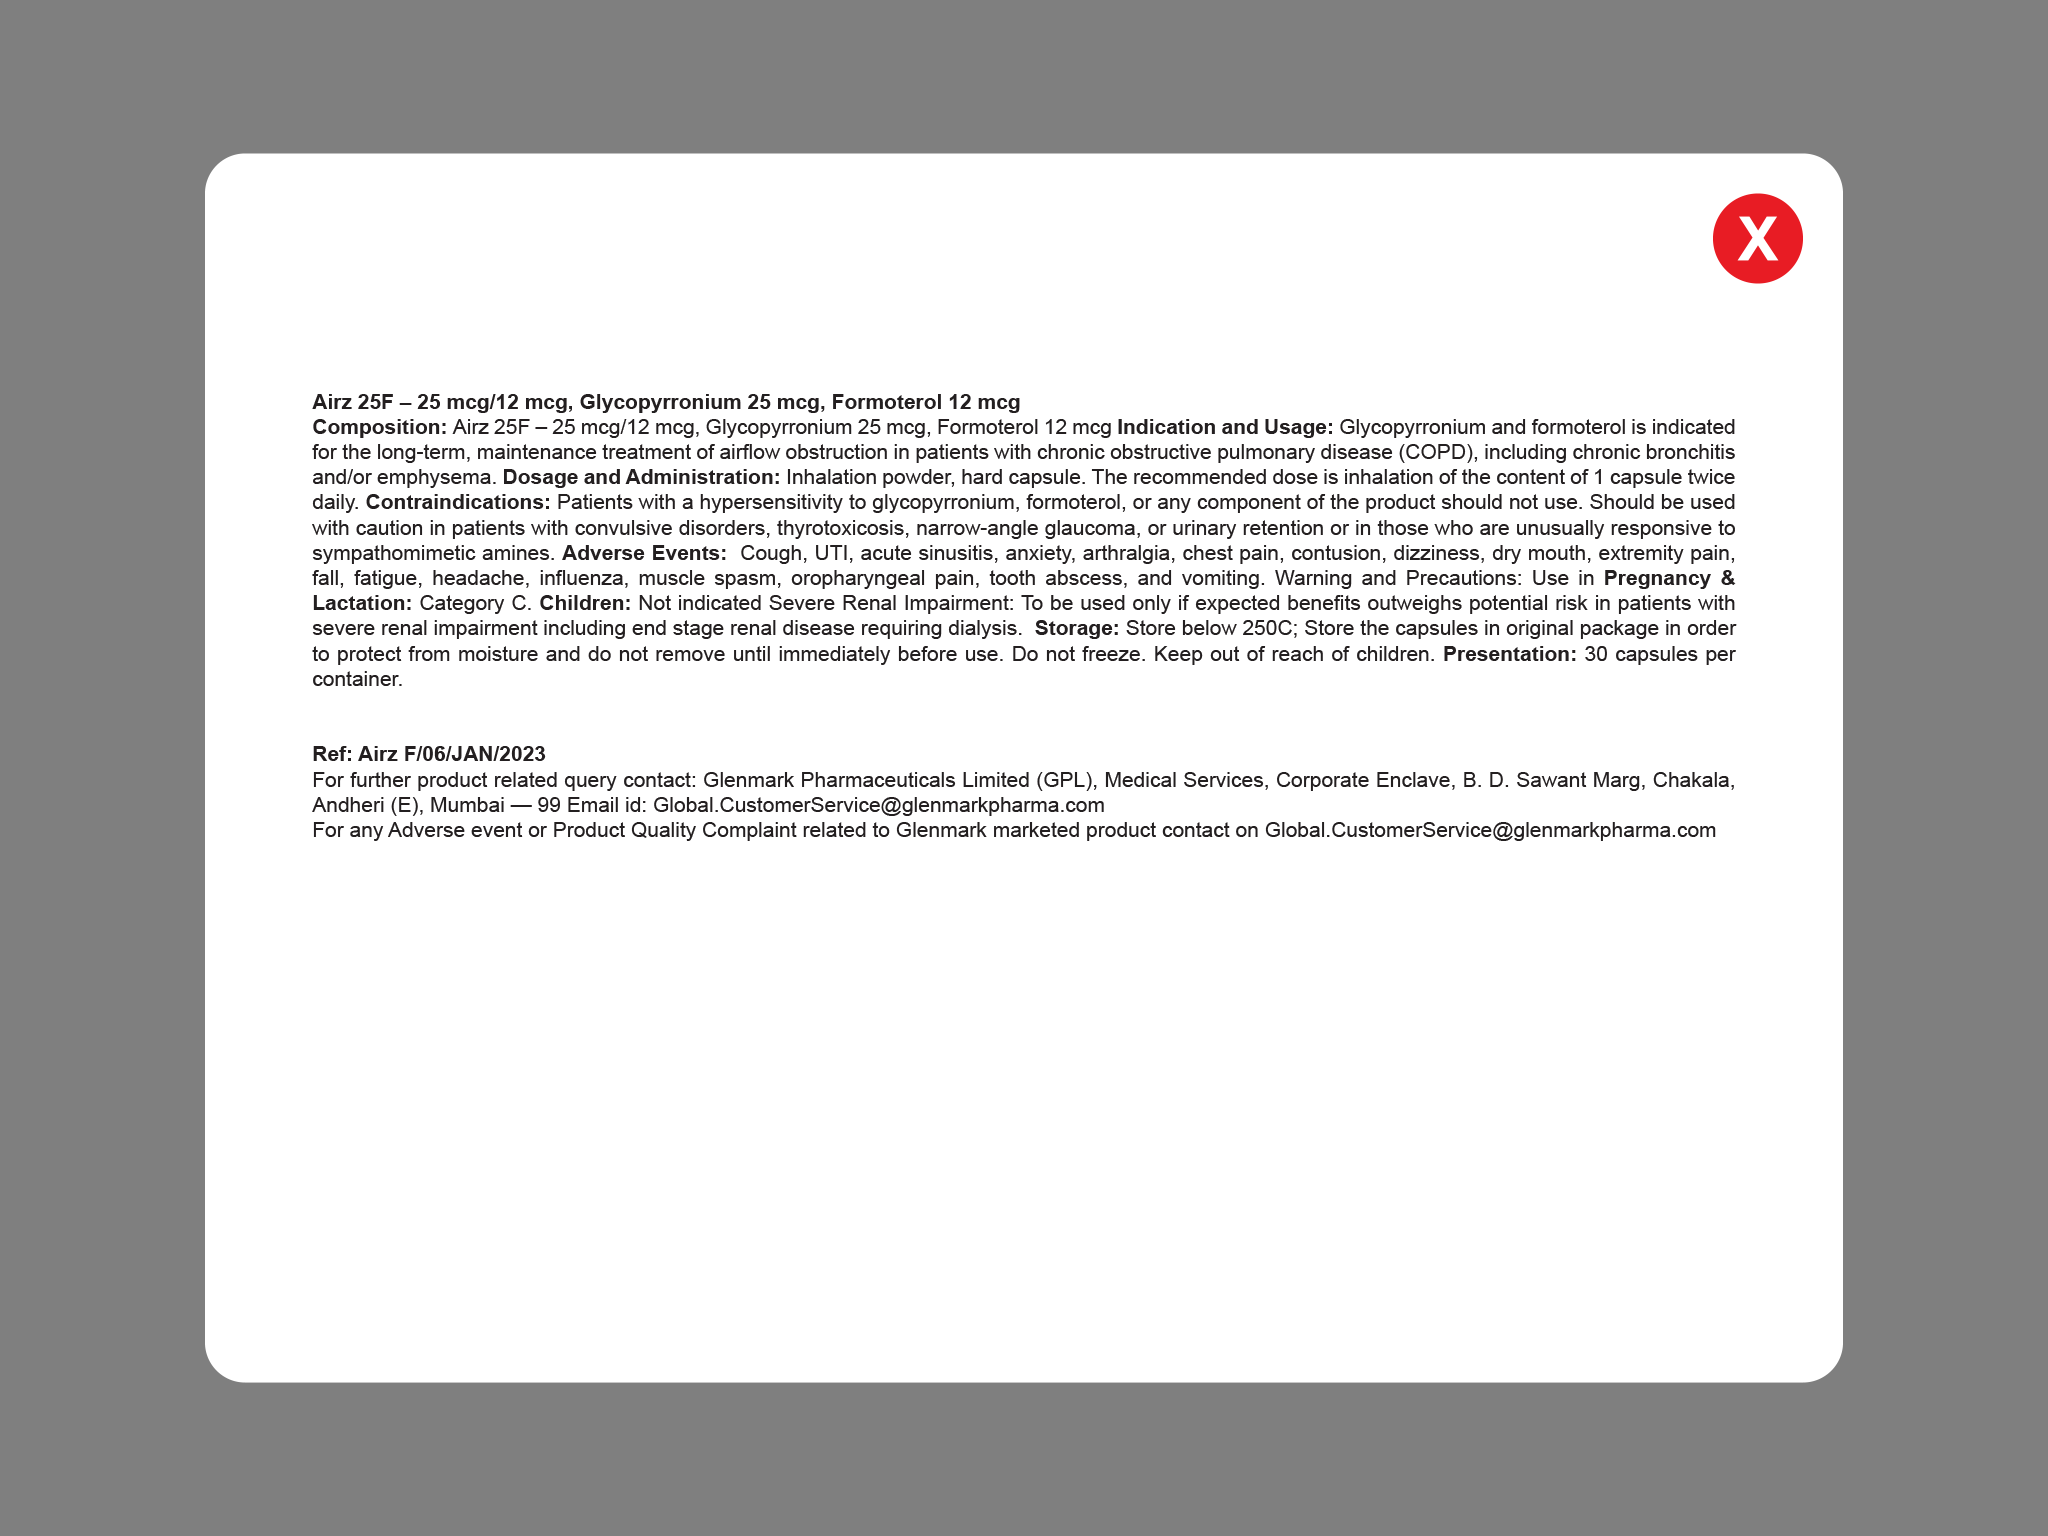 X
Airz 25F – 25 mcg/12 mcg, Glycopyrronium 25 mcg, Formoterol 12 mcg
Composition: Airz 25F – 25 mcg/12 mcg, Glycopyrronium 25 mcg, Formoterol 12 mcg Indication and Usage: Glycopyrronium and formoterol is indicated
for the long-term, maintenance treatment of airflow obstruction in patients with chronic obstructive pulmonary disease (COPD), including chronic bronchitis
and/or emphysema. Dosage and Administration: Inhalation powder, hard capsule. The recommended dose is inhalation of the content of 1 capsule twice
daily. Contraindications: Patients with a hypersensitivity to glycopyrronium, formoterol, or any component of the product should not use. Should be used
with caution in patients with convulsive disorders, thyrotoxicosis, narrow-angle glaucoma, or urinary retention or in those who are unusually responsive to
sympathomimetic amines. Adverse Events: Cough, UTI, acute sinusitis, anxiety, arthralgia, chest pain, contusion, dizziness, dry mouth, extremity pain,
fall, fatigue, headache, influenza, muscle spasm, oropharyngeal pain, tooth abscess, and vomiting. Warning and Precautions: Use in Pregnancy &
Lactation: Category C. Children: Not indicated Severe Renal Impairment: To be used only if expected benefits outweighs potential risk in patients with
severe renal impairment including end stage renal disease requiring dialysis. Storage: Store below 250C; Store the capsules in original package in order
to protect from moisture and do not remove until immediately before use. Do not freeze. Keep out of reach of children. Presentation: 30 capsules per
container.
Ref: Airz F/06/JAN/2023
For further product related query contact: Glenmark Pharmaceuticals Limited (GPL), Medical Services, Corporate Enclave, B. D. Sawant Marg, Chakala,
Andheri (E), Mumbai — 99 Email id: Global.CustomerService@glenmarkpharma.com
For any Adverse event or Product Quality Complaint related to Glenmark marketed product contact on Global.CustomerService@glenmarkpharma.com